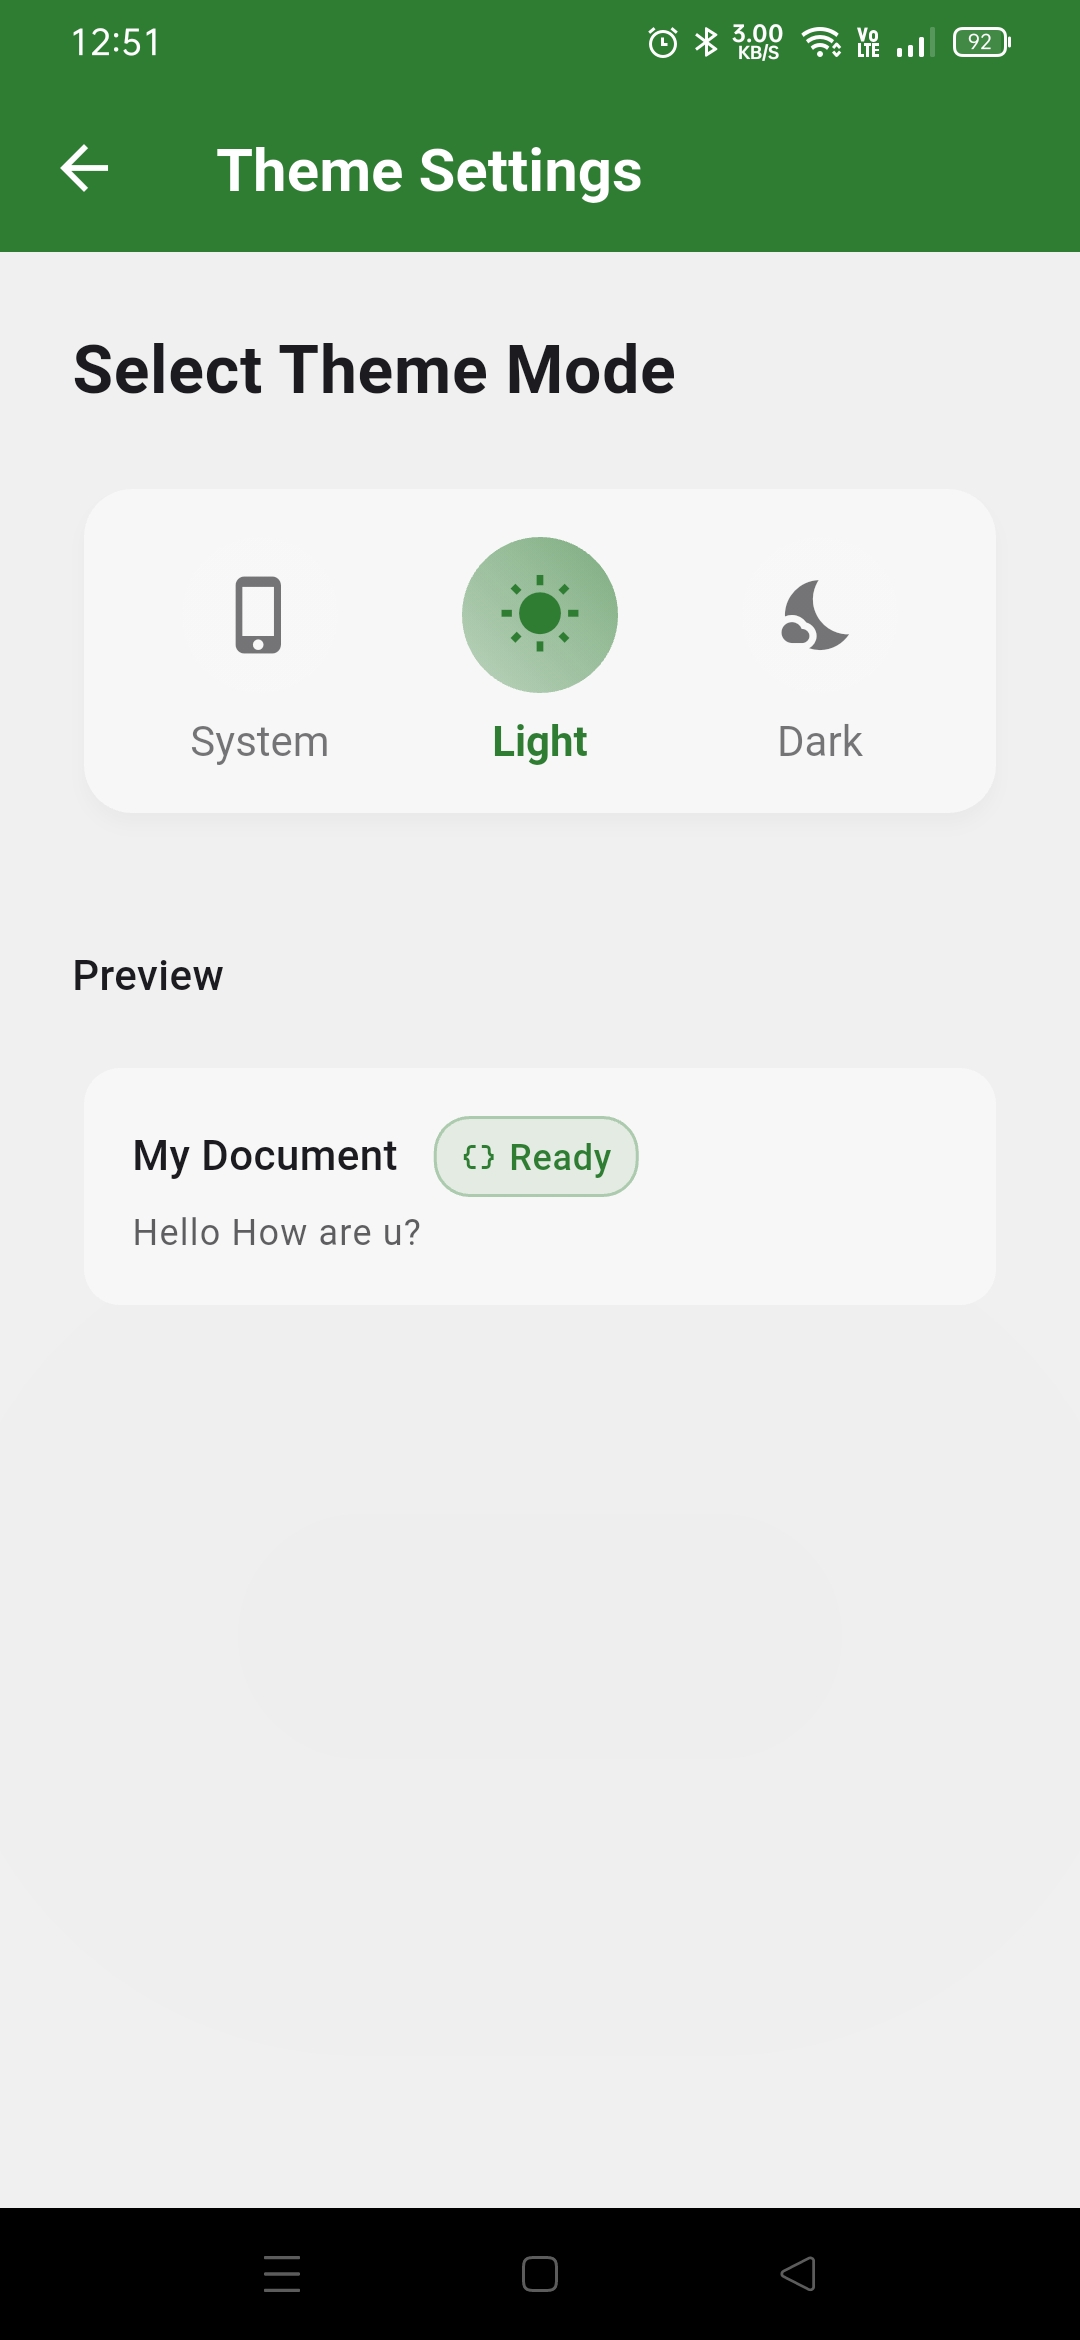 12:51
3.00
KB/S
Vo
LTE
92
Theme Settings
Select Theme Mode
System
Light
Dark
Preview
My Document
{} Ready
Hello How are u?